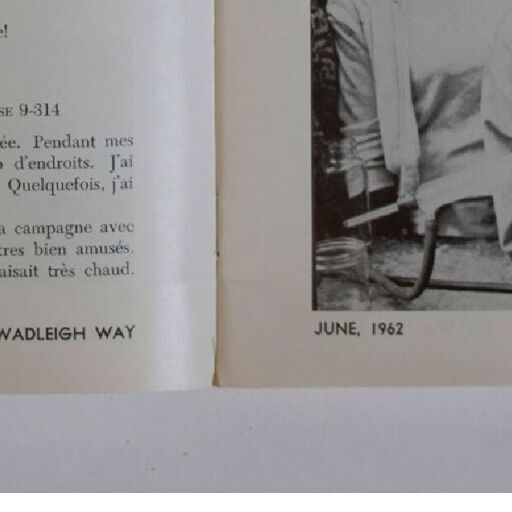 e!
SE 9-314
ée. Pendant mes
d'endroits. J'ai
Quelquefois, j'ai
a campagne avec
tres bien amusés.
aisait très chaud.
WADLEIGH WAY
JUNE, 1962